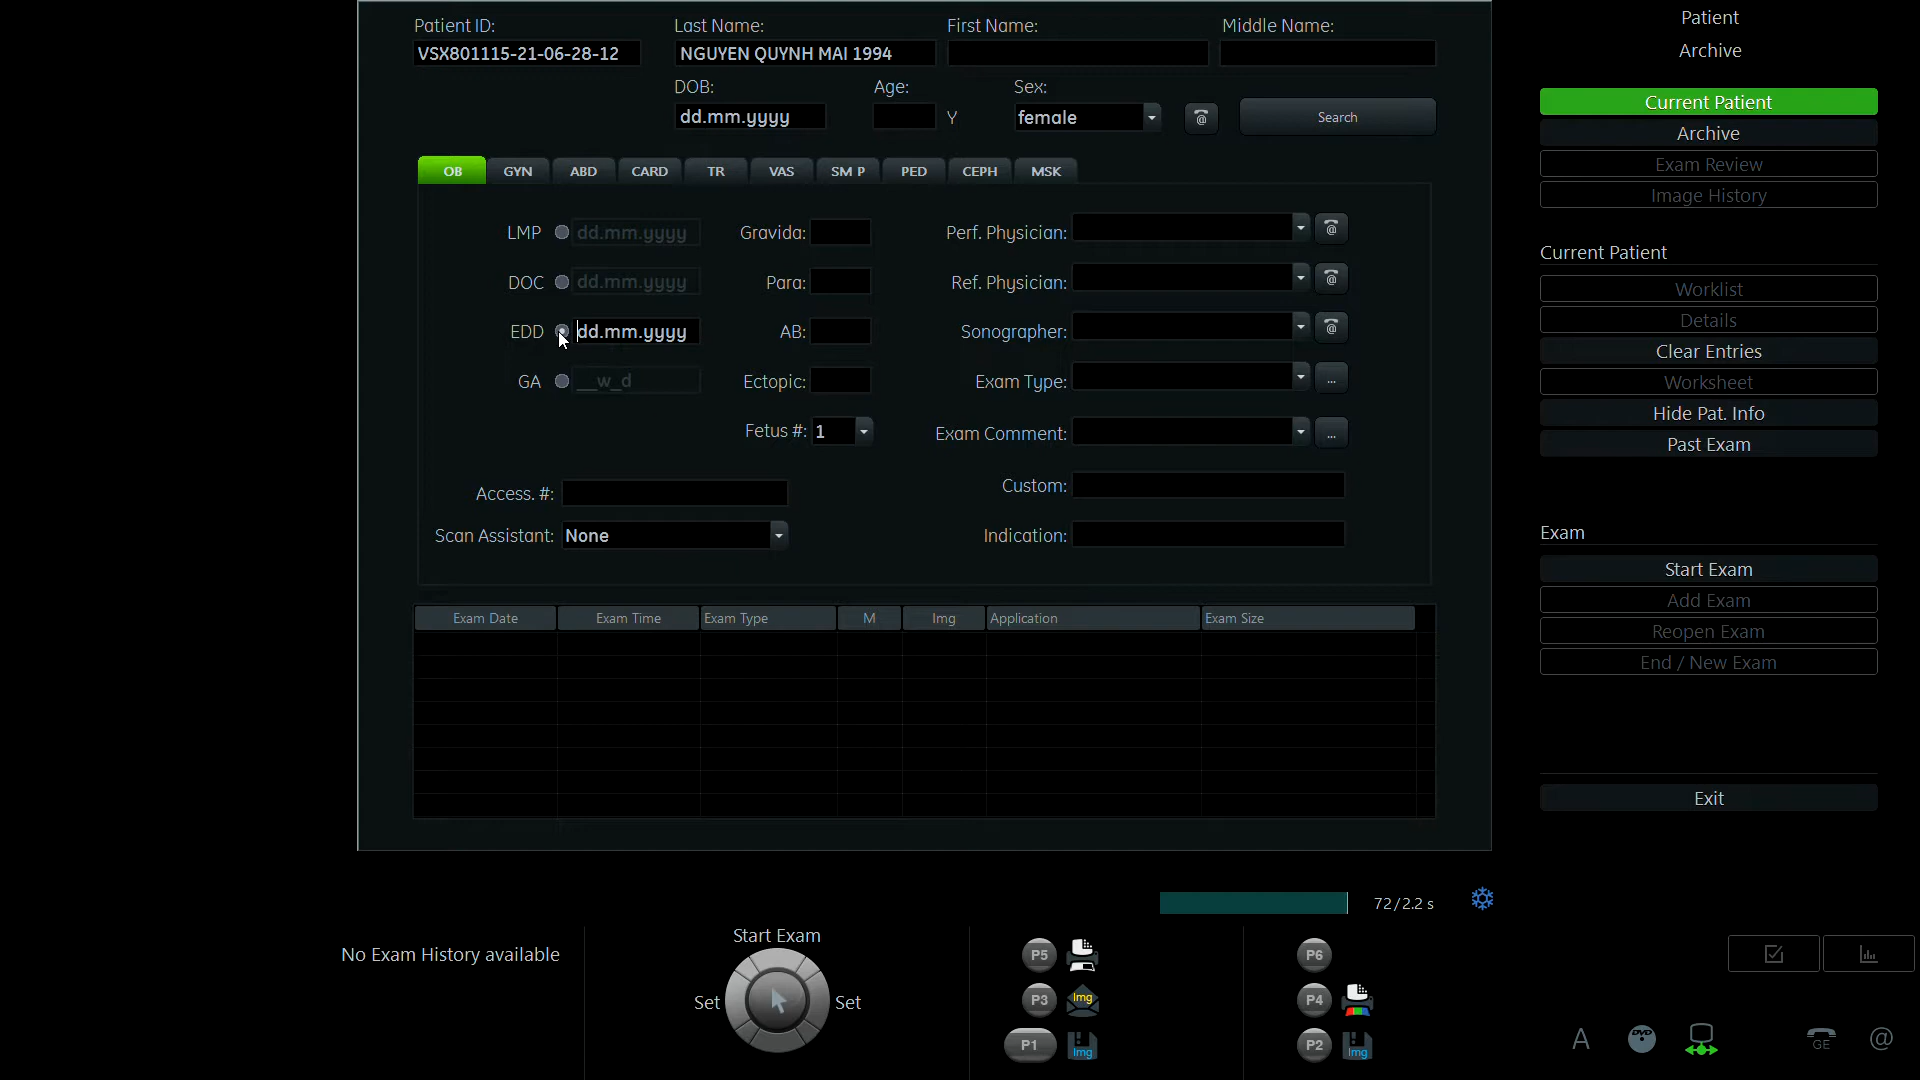 Patient ID: Last Name: First Name: Middle Name:
VSX801115-21-06-28-12 NGUYEN QUYNH MAI 1994
DOB: Age: Sex:
dd.mm.yyyy Y female Search
OB GYN ABD CARD TR VAS SM P PED CEPH MSK
LMP dd.mm.yyyy Gravida: Perf. Physician:
DOC dd.mm.yyyy Para: Ref. Physician:
EDD dd.mm.yyyy AB: Sonographer:
GA __w_d Ectopic: Exam Type: ...
Fetus #: 1 Exam Comment: ...
Access. #: Custom:
Scan Assistant: None Indication:
Exam Date Exam Time Exam Type M Img Application Exam Size
Patient
Archive
Current Patient
Archive
Exam Review
Image History
Current Patient
Worklist
Details
Clear Entries
Worksheet
Hide Pat. Info
Past Exam
Exam
Start Exam
Add Exam
Reopen Exam
End / New Exam
Exit
72/2.2 s
No Exam History available
Start Exam
Set Set
P5 P6
P3 Img P4
P1 Img P2 Img
A DVD GE @